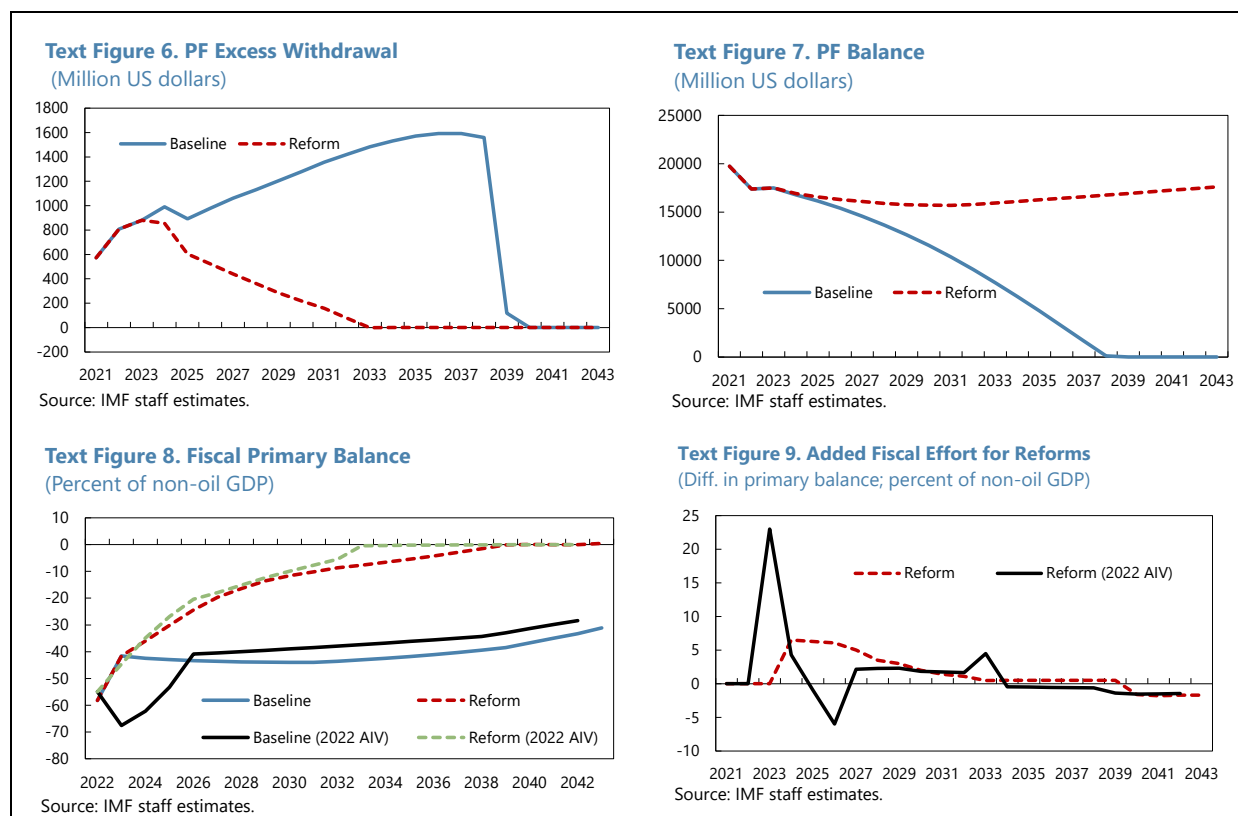 Text Figure 6. PF Excess Withdrawal
(Million US dollars)
1800
1600
1400
1200
1000
800
600
400
200
0
-200
Baseline
Reform
2021 2023 2025 2027 2029 2031 2033 2035 2037 2039 2041 2043
Source: IMF staff estimates.
Text Figure 7. PF Balance
(Million US dollars)
25000
20000
15000
10000
5000
0
Baseline
Reform
2021 2023 2025 2027 2029 2031 2033 2035 2037 2039 2041 2043
Source: IMF staff estimates.
Text Figure 8. Fiscal Primary Balance
(Percent of non-oil GDP)
10
0
-10
-20
-30
-40
-50
-60
-70
-80
Baseline
Reform
Baseline (2022 AIV)
Reform (2022 AIV)
2022 2024 2026 2028 2030 2032 2034 2036 2038 2040 2042
Source: IMF staff estimates.
Text Figure 9. Added Fiscal Effort for Reforms
(Diff. in primary balance; percent of non-oil GDP)
25
20
15
10
5
0
-5
-10
Reform
Reform (2022 AIV)
2021 2023 2025 2027 2029 2031 2033 2035 2037 2039 2041 2043
Source: IMF staff estimates.